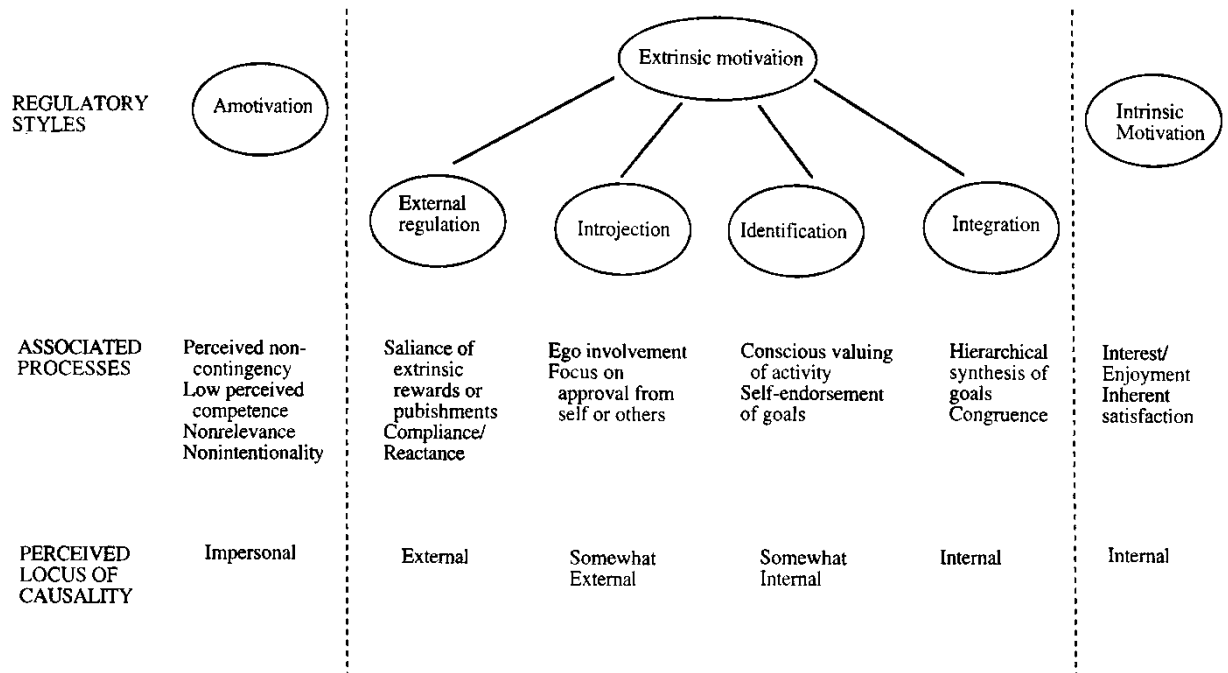 Extrinsic motivation
REGULATORY
STYLES
Amotivation
Intrinsic
Motivation
External
regulation
Introjection
Identification
Integration
ASSOCIATED
PROCESSES
Perceived non-
contingency
Low perceived
competence
Nonrelevance
Nonintentionality
Saliance of
extrinsic
rewards or
pubishments
Compliance/
Reactance
Ego involvement
Focus on
approval from
self or others
Conscious valuing
of activity
Self-endorsement
of goals
Hierarchical
synthesis of
goals
Congruence
Interest/
Enjoyment
Inherent
satisfaction
PERCEIVED
LOCUS OF
CAUSALITY
Impersonal
External
Somewhat
External
Somewhat
Internal
Internal
Internal